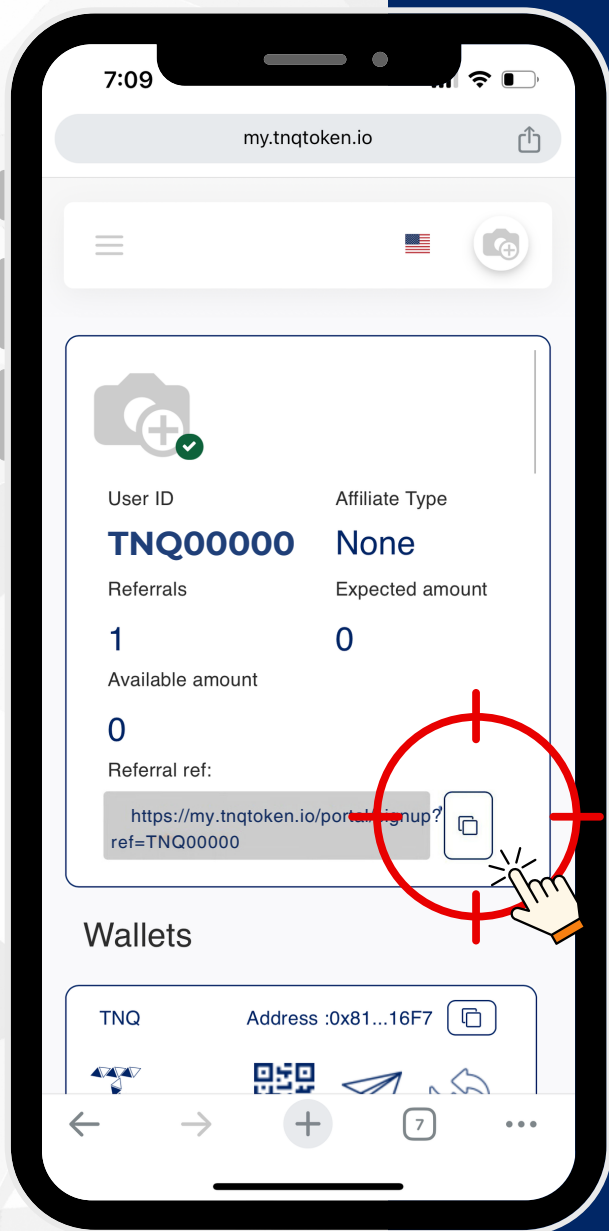 7:09
my.tnqtoken.io
User ID
Affiliate Type
TNQ00000
None
Referrals
Expected amount
1
0
Available amount
0
Referral ref:
https://my.tnqtoken.io/portal/signup?
ref=TNQ00000
Wallets
TNQ
Address :0x81...16F7
7